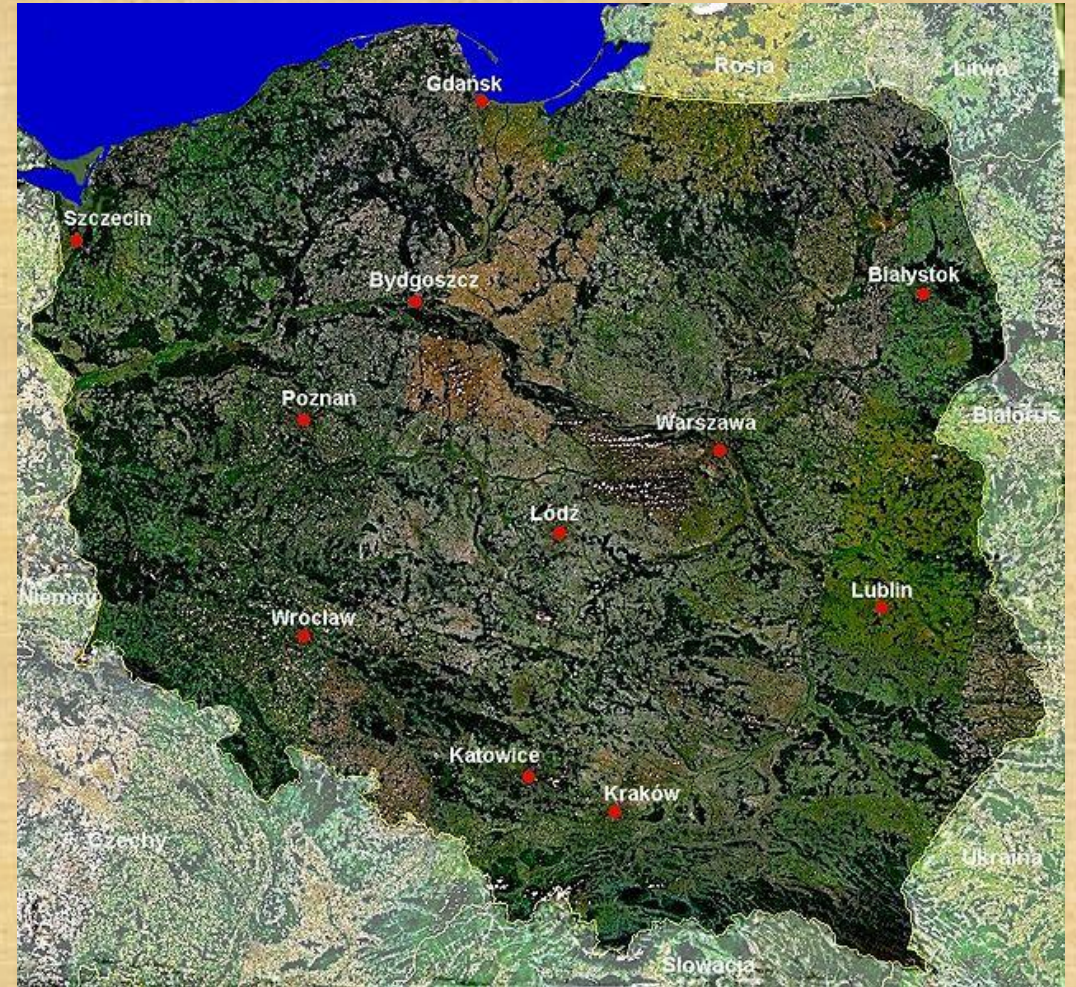 Rosja
Litwa
Gdańsk
Szczecin
Bydgoszcz
Białystok
Poznań
Białoruś
Warszawa
Łódź
Lublin
Niemcy
Wrocław
Katowice
Kraków
Czechy
Ukraina
Słowacja